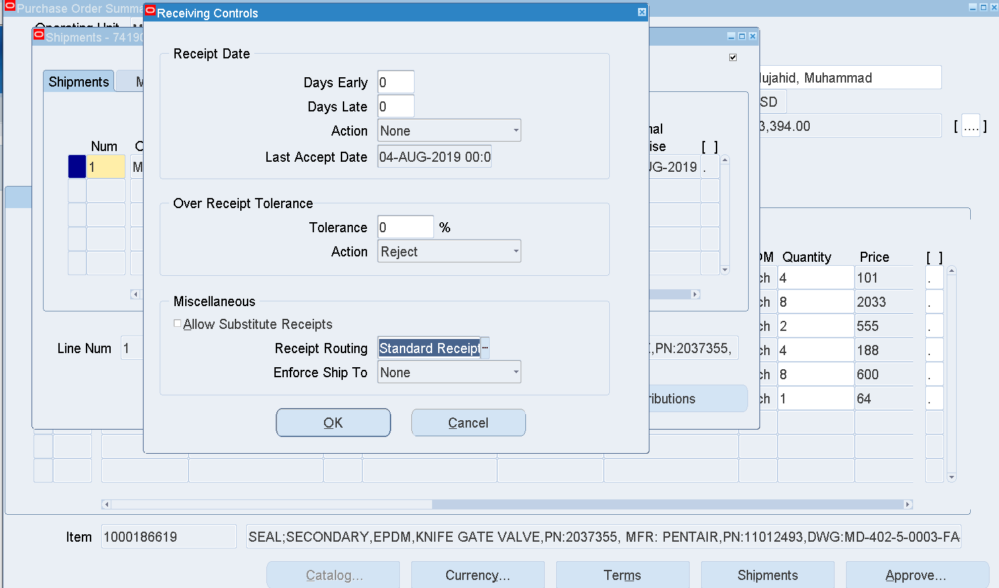 Purchase Order Summa
Receiving Controls
Operating Unit
Shipments - 74190
Shipments
M
Receipt Date
Days Early 0
Days Late 0
Action None
Last Accept Date 04-AUG-2019 00:0
ujahid, Muhammad
SD
3,394.00
[ .... ]
nal
Num
ise [ ]
1
M
JG-2019 .
Over Receipt Tolerance
Tolerance 0 %
Action Reject
Miscellaneous
Allow Substitute Receipts
Receipt Routing Standard Receipt ...
Enforce Ship To None
OK Cancel
Line Num 1
,PN:2037355,
ributions
M Quantity Price [ ]
ch 4 101 .
ch 8 2033 .
ch 2 555 .
ch 4 188 .
ch 8 600 .
ch 1 64 .
Item 1000186619 SEAL;SECONDARY,EPDM,KNIFE GATE VALVE,PN:2037355, MFR: PENTAIR,PN:11012493,DWG:MD-402-5-0003-FA
Catalog... Currency... Terms Shipments Approve...